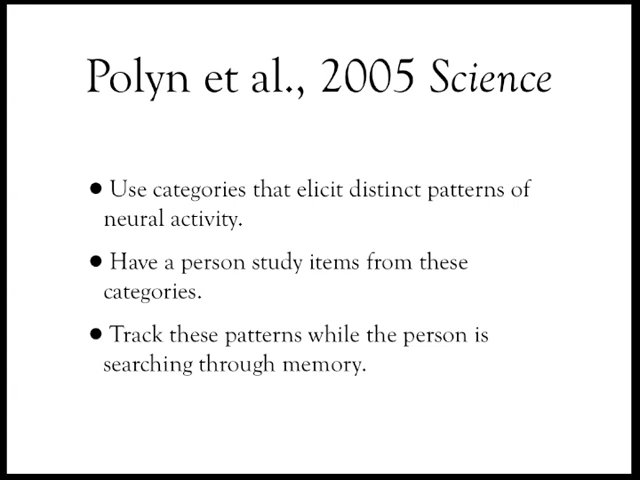 Polyn et al., 2005 Science
● Use categories that elicit distinct patterns of
neural activity.
● Have a person study items from these
categories.
● Track these patterns while the person is
searching through memory.